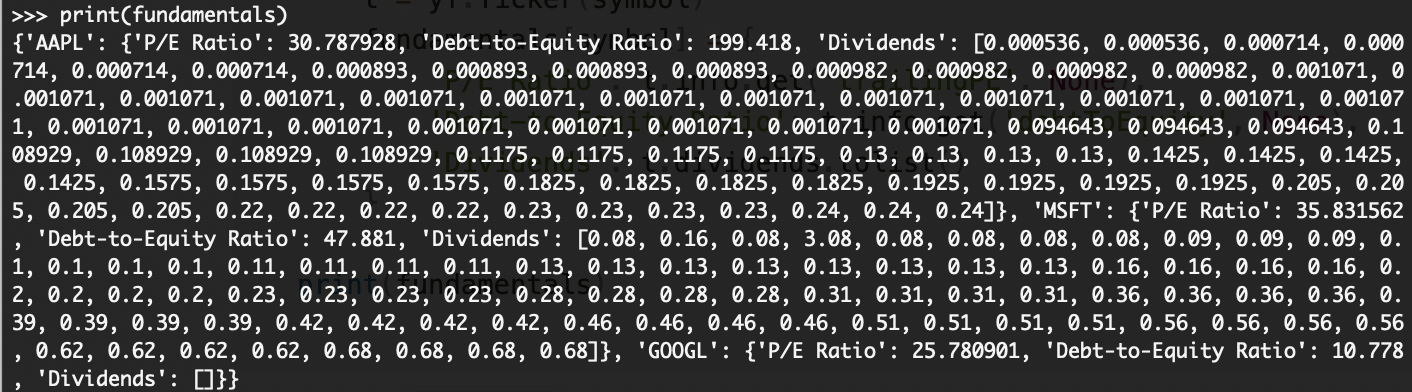 >>> print(fundamentals)
{'AAPL': {'P/E Ratio': 30.787928, 'Debt-to-Equity Ratio': 199.418, 'Dividends': [0.000536, 0.000536, 0.000714, 0.000
714, 0.000714, 0.000714, 0.000893, 0.000893, 0.000893, 0.000893, 0.000982, 0.000982, 0.000982, 0.000982, 0.001071, 0
.001071, 0.001071, 0.001071, 0.001071, 0.001071, 0.001071, 0.001071, 0.001071, 0.001071, 0.001071, 0.001071, 0.00107
1, 0.001071, 0.001071, 0.001071, 0.001071, 0.001071, 0.001071, 0.001071, 0.001071, 0.094643, 0.094643, 0.094643, 0.1
08929, 0.108929, 0.108929, 0.108929, 0.1175, 0.1175, 0.1175, 0.1175, 0.13, 0.13, 0.13, 0.13, 0.1425, 0.1425, 0.1425,
 0.1425, 0.1575, 0.1575, 0.1575, 0.1575, 0.1825, 0.1825, 0.1825, 0.1825, 0.1925, 0.1925, 0.1925, 0.1925, 0.205, 0.20
5, 0.205, 0.205, 0.22, 0.22, 0.22, 0.22, 0.23, 0.23, 0.23, 0.23, 0.24, 0.24, 0.24]}, 'MSFT': {'P/E Ratio': 35.831562
, 'Debt-to-Equity Ratio': 47.881, 'Dividends': [0.08, 0.16, 0.08, 3.08, 0.08, 0.08, 0.08, 0.08, 0.09, 0.09, 0.09, 0.
1, 0.1, 0.1, 0.1, 0.11, 0.11, 0.11, 0.11, 0.13, 0.13, 0.13, 0.13, 0.13, 0.13, 0.13, 0.13, 0.16, 0.16, 0.16, 0.16, 0.
2, 0.2, 0.2, 0.2, 0.23, 0.23, 0.23, 0.23, 0.28, 0.28, 0.28, 0.28, 0.31, 0.31, 0.31, 0.31, 0.36, 0.36, 0.36, 0.36, 0.
39, 0.39, 0.39, 0.39, 0.42, 0.42, 0.42, 0.42, 0.46, 0.46, 0.46, 0.46, 0.51, 0.51, 0.51, 0.51, 0.56, 0.56, 0.56, 0.56
, 0.62, 0.62, 0.62, 0.62, 0.68, 0.68, 0.68, 0.68]}, 'GOOGL': {'P/E Ratio': 25.780901, 'Debt-to-Equity Ratio': 10.778
, 'Dividends': []}}